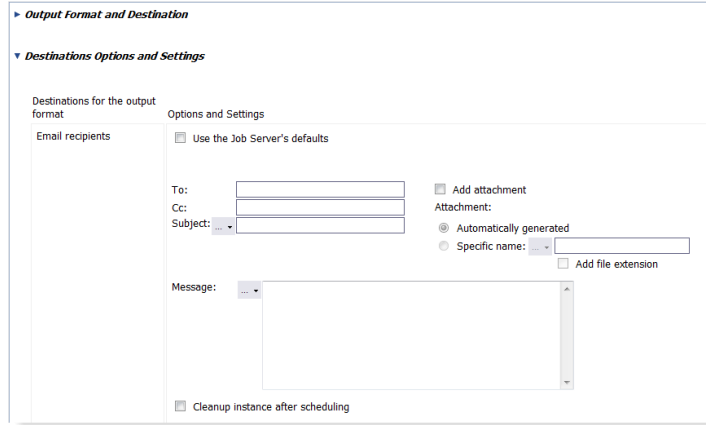 Output Format and Destination
Destinations Options and Settings
Destinations for the output
format
Options and Settings
Email recipients
Use the Job Server's defaults
To:
Add attachment
Cc:
Attachment:
Subject: ...
Automatically generated
Specific name: ...
Add file extension
Message: ...
Cleanup instance after scheduling